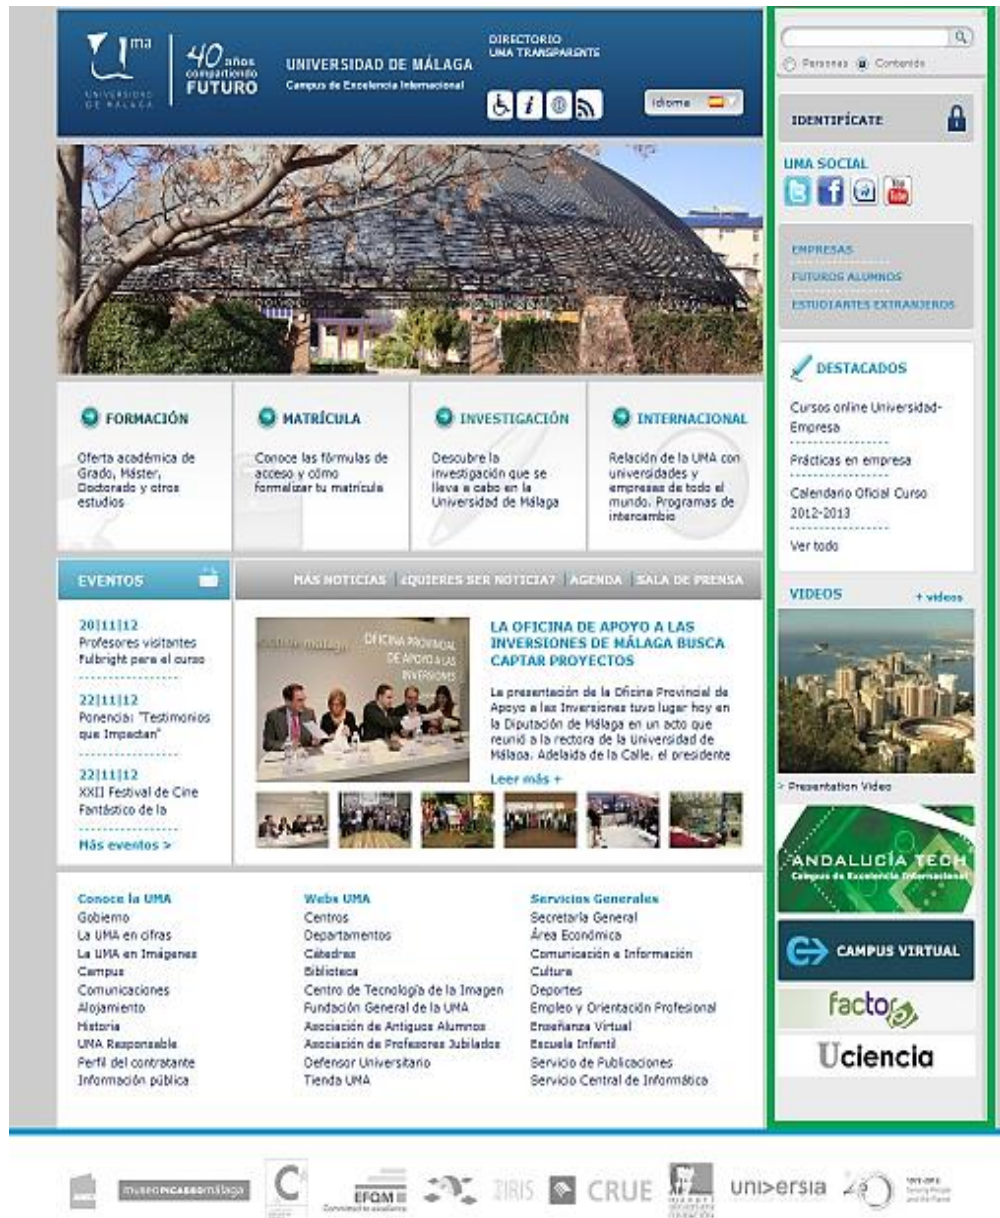 uma
UNIVERSIDAD
DE MÁLAGA
40 años
compartiendo
FUTURO
UNIVERSIDAD DE MÁLAGA
Campus de Excelencia Internacional
DIRECTORIO
UMA TRANSPARENTE
Idioma
Personas Contenido
IDENTIFÍCATE
UMA SOCIAL
You
Tube
EMPRESAS
FUTUROS ALUMNOS
ESTUDIANTES EXTRANJEROS
DESTACADOS
Cursos online Universidad-
Empresa
Prácticas en empresa
Calendario Oficial Curso
2012-2013
Ver todo
FORMACIÓN
Oferta académica de
Grado, Máster,
Doctorado y otros
estudios
MATRÍCULA
Conoce las fórmulas de
acceso y cómo
formalizar tu matrícula
INVESTIGACIÓN
Descubre la
investigación que se
lleva a cabo en la
Universidad de Málaga
INTERNACIONAL
Relación de la UMA con
universidades y
empresas de todo el
mundo. Programas de
intercambio
EVENTOS
20|11|12
Profesores visitantes
Fulbright para el curso
22|11|12
Ponencia: "Testimonios
que Impactan"
22|11|12
XXII Festival de Cine
Fantástico de la
Más eventos >
MÁS NOTICIAS | ¿QUIERES SER NOTICIA? | AGENDA | SALA DE PRENSA
OFICINA PROVINCIAL
DE APOYO A LAS
INVERSIONES
LA OFICINA DE APOYO A LAS
INVERSIONES DE MÁLAGA BUSCA
CAPTAR PROYECTOS
La presentación de la Oficina Provincial de
Apoyo a las Inversiones tuvo lugar hoy en
la Diputación de Málaga en un acto que
reunió a la rectora de la Universidad de
Málaga, Adelaida de la Calle, el presidente
Leer más +
VIDEOS + videos
> Presentation Video
ANDALUCÍA TECH
Campus de Excelencia Internacional
CAMPUS VIRTUAL
factor
Uciencia
Conoce la UMA
Gobierno
La UMA en cifras
La UMA en Imágenes
Campus
Comunicaciones
Alojamiento
Historia
UMA Responsable
Perfil del contratante
Información pública
Webs UMA
Centros
Departamentos
Cátedras
Biblioteca
Centro de Tecnología de la Imagen
Fundación General de la UMA
Asociación de Antiguos Alumnos
Asociación de Profesores Jubilados
Defensor Universitario
Tienda UMA
Servicios Generales
Secretaría General
Área Económica
Comunicación e Información
Cultura
Deportes
Empleo y Orientación Profesional
Enseñanza Virtual
Escuela Infantil
Servicio de Publicaciones
Servicio Central de Informática
museoPICASSOmálaga
EFQM
Committed to excellence
IRIS
CRUE
universia